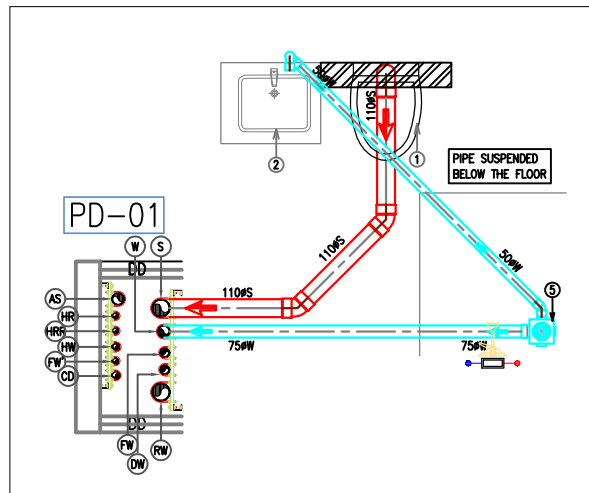 50øW
110øS
1
2
PIPE SUSPENDED
BELOW THE FLOOR
PD-01
W
S
110øS
50øW
5
DD
AS
110øS
HR
HRR
75øW
75øW
HW
FW'
CD
DD
FW
DW
RW